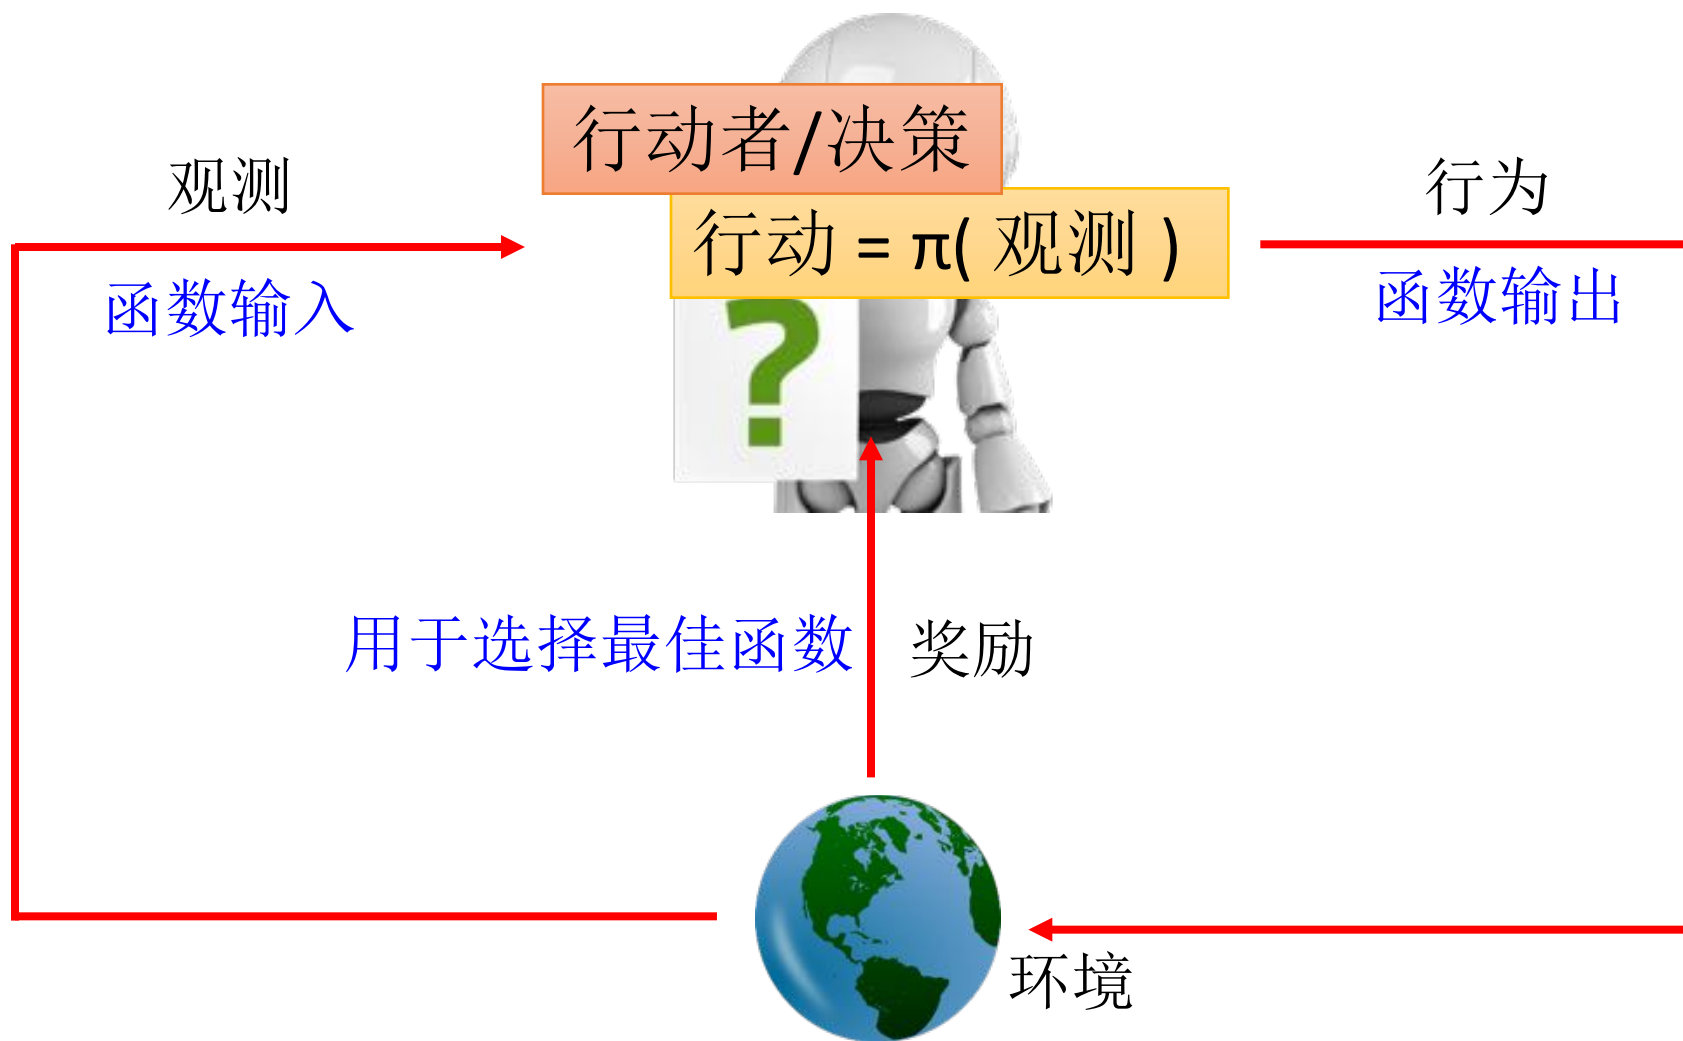 行动者/决策
观测
行为
行动 = π( 观测 )
函数输入
函数输出
?
用于选择最佳函数
奖励
环境